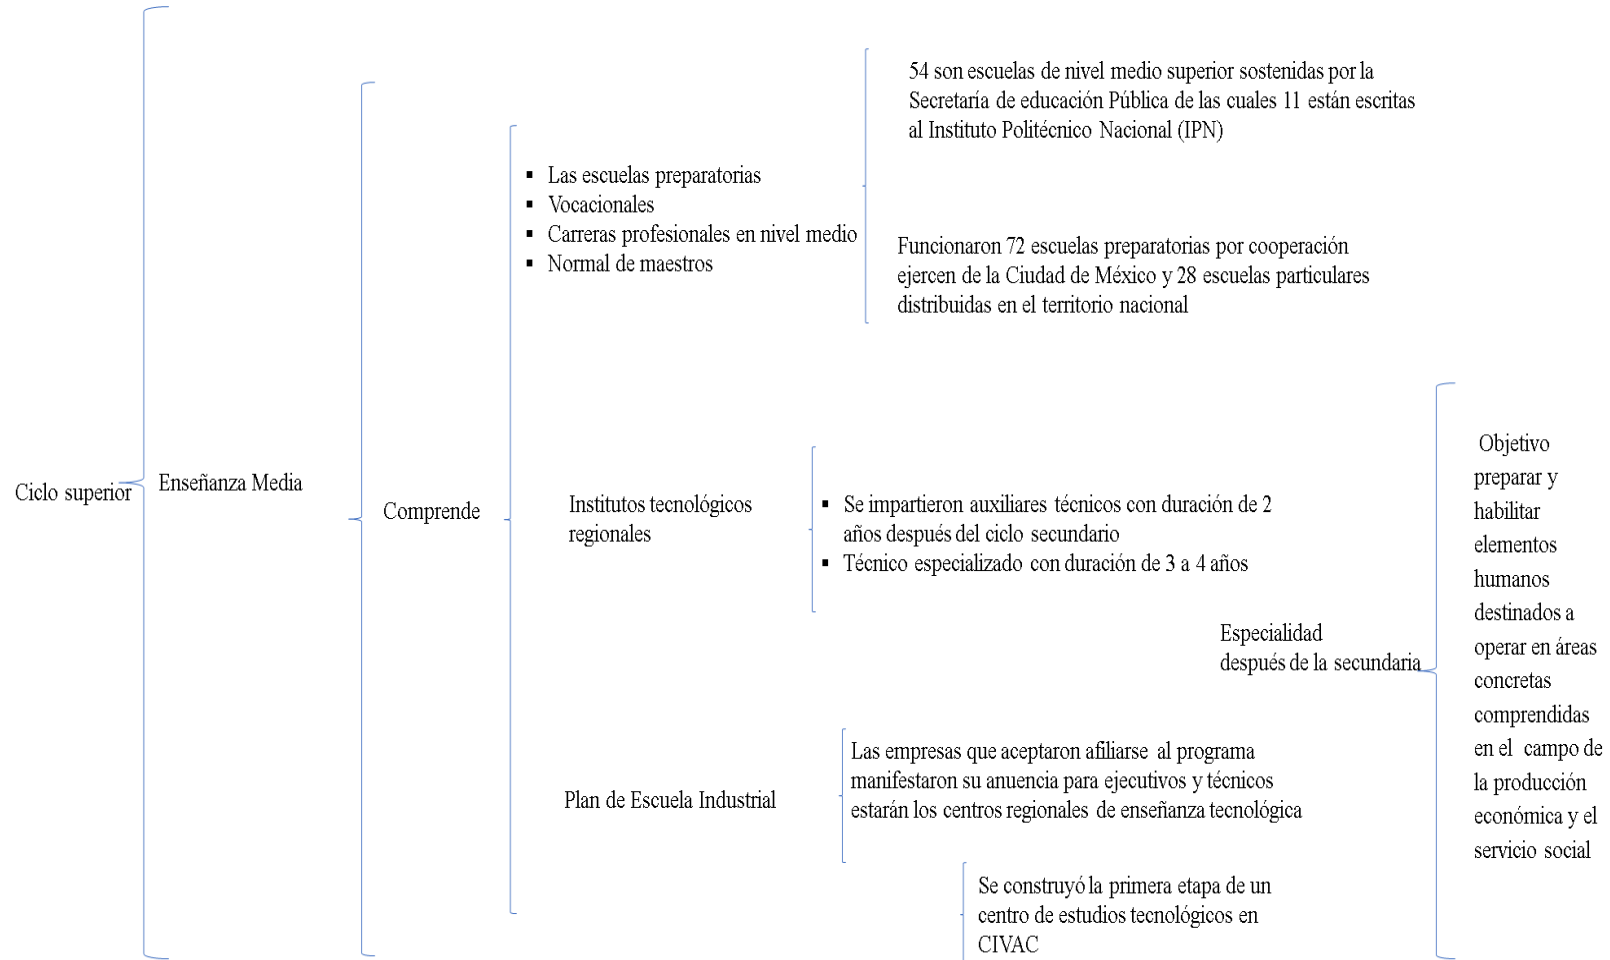 Ciclo superior
Enseñanza Media
Comprende
▪ Las escuelas preparatorias
▪ Vocacionales
▪ Carreras profesionales en nivel medio
▪ Normal de maestros
54 son escuelas de nivel medio superior sostenidas por la
Secretaría de educación Pública de las cuales 11 están escritas
al Instituto Politécnico Nacional (IPN)
Funcionaron 72 escuelas preparatorias por cooperación
ejercen de la Ciudad de México y 28 escuelas particulares
distribuidas en el territorio nacional
Institutos tecnológicos
regionales
▪ Se impartieron auxiliares técnicos con duración de 2
años después del ciclo secundario
▪ Técnico especializado con duración de 3 a 4 años
Especialidad
después de la secundaria
Objetivo
preparar y
habilitar
elementos
humanos
destinados a
operar en áreas
concretas
comprendidas
en el campo de
la producción
económica y el
servicio social
Plan de Escuela Industrial
Las empresas que aceptaron afiliarse al programa
manifestaron su anuencia para ejecutivos y técnicos
estarán los centros regionales de enseñanza tecnológica
Se construyó la primera etapa de un
centro de estudios tecnológicos en
CIVAC